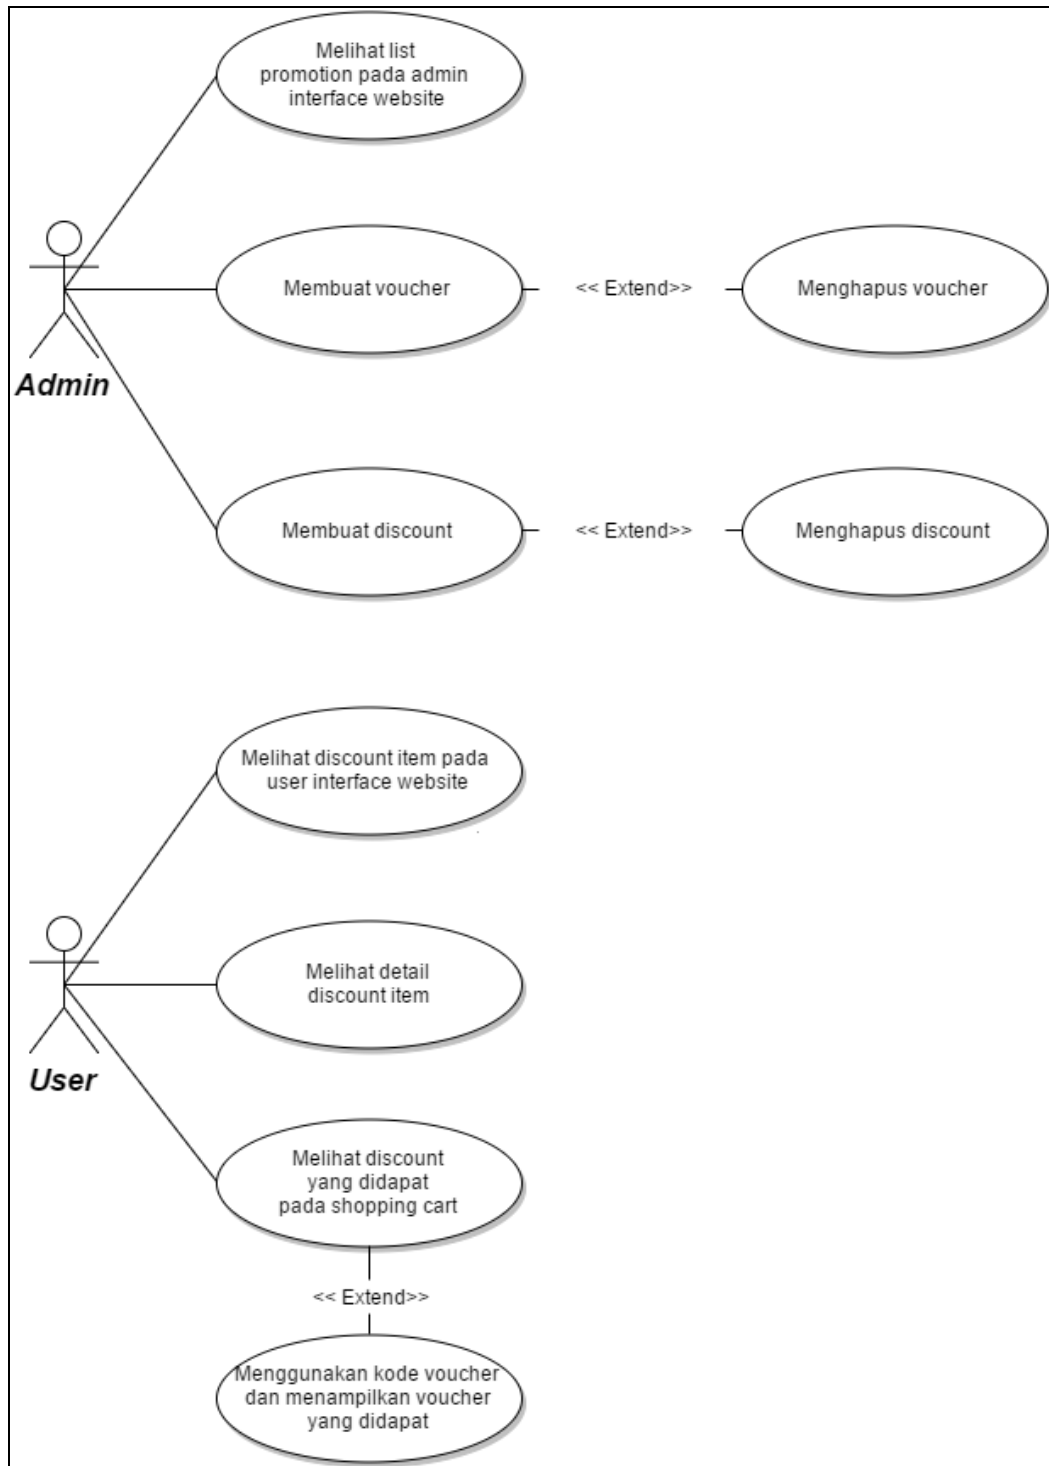 Melihat list
promotion pada admin
interface website
Membuat voucher
<< Extend>>
Menghapus voucher
Admin
Membuat discount
<< Extend>>
Menghapus discount
Melihat discount item pada
user interface website
Melihat detail
discount item
User
Melihat discount
yang didapat
pada shopping cart
<< Extend>>
Menggunakan kode voucher
dan menampilkan voucher
yang didapat